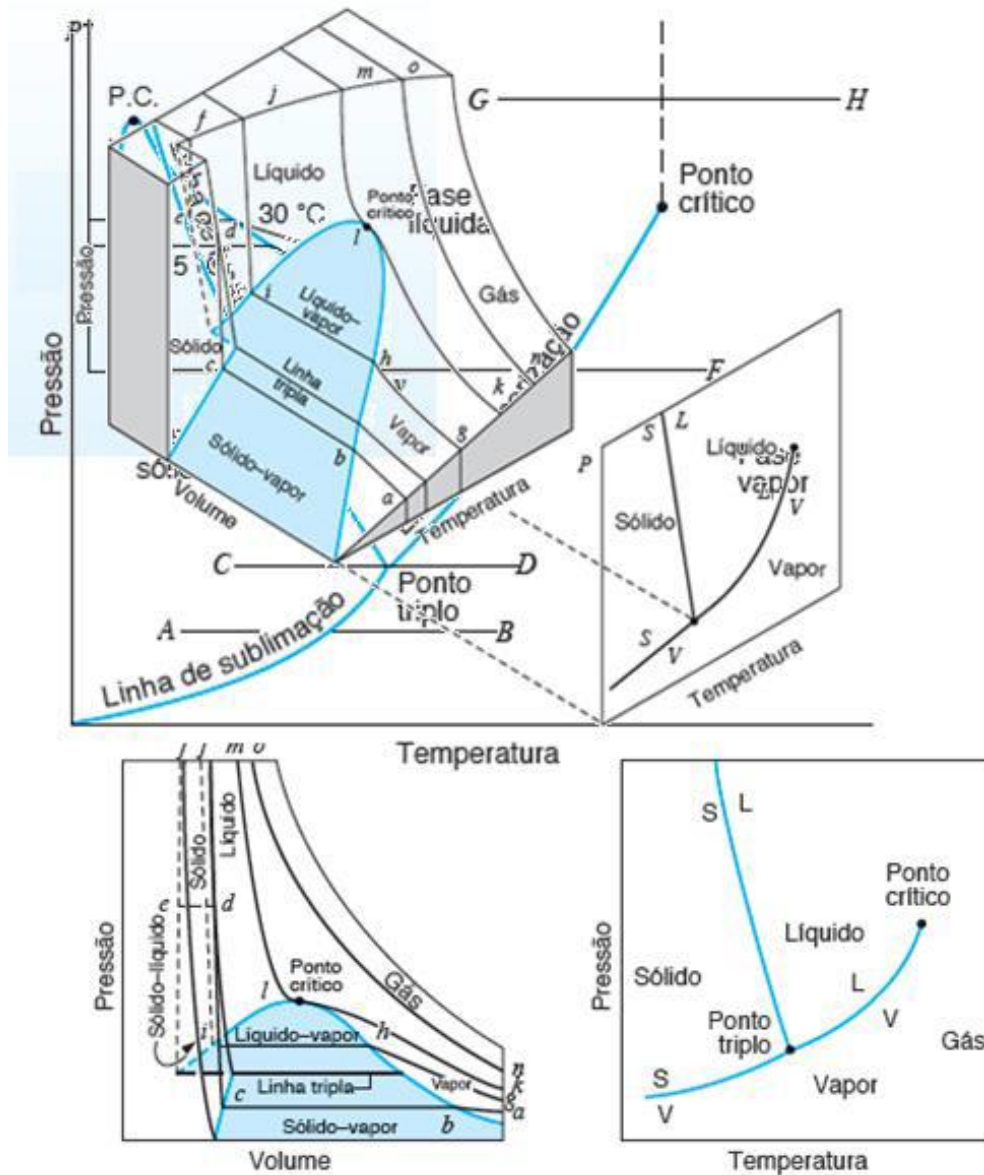 P.C.
f
j
m
o
G
H
Líquido
30 °C
Ponto
crítico
l
Fase
líquida
Ponto
crítico
5
Pressão
Pressão
Líquido–
vapor
Gás
Sólido
c
i
Linha
tripla
h
v
n
k
F
g
Vapor
b
Sólido–vapor
a
Volume
Temperatura
P
S
L
Líquido
Fase
vapor
L
V
Sólido
Vapor
S
V
Temperatura
C
D
Ponto
triplo
A
B
Linha de sublimação
Temperatura
m
o
Sólido
Líquido
e
d
Sólido–líquido
Pressão
Ponto
crítico
l
Gás
i
Líquido–vapor
h
Linha tripla
Vapor
n
k
g
a
c
Sólido–vapor
b
Volume
S
L
Ponto
crítico
Líquido
Pressão
Sólido
L
V
Ponto
triplo
Gás
S
V
Vapor
Temperatura